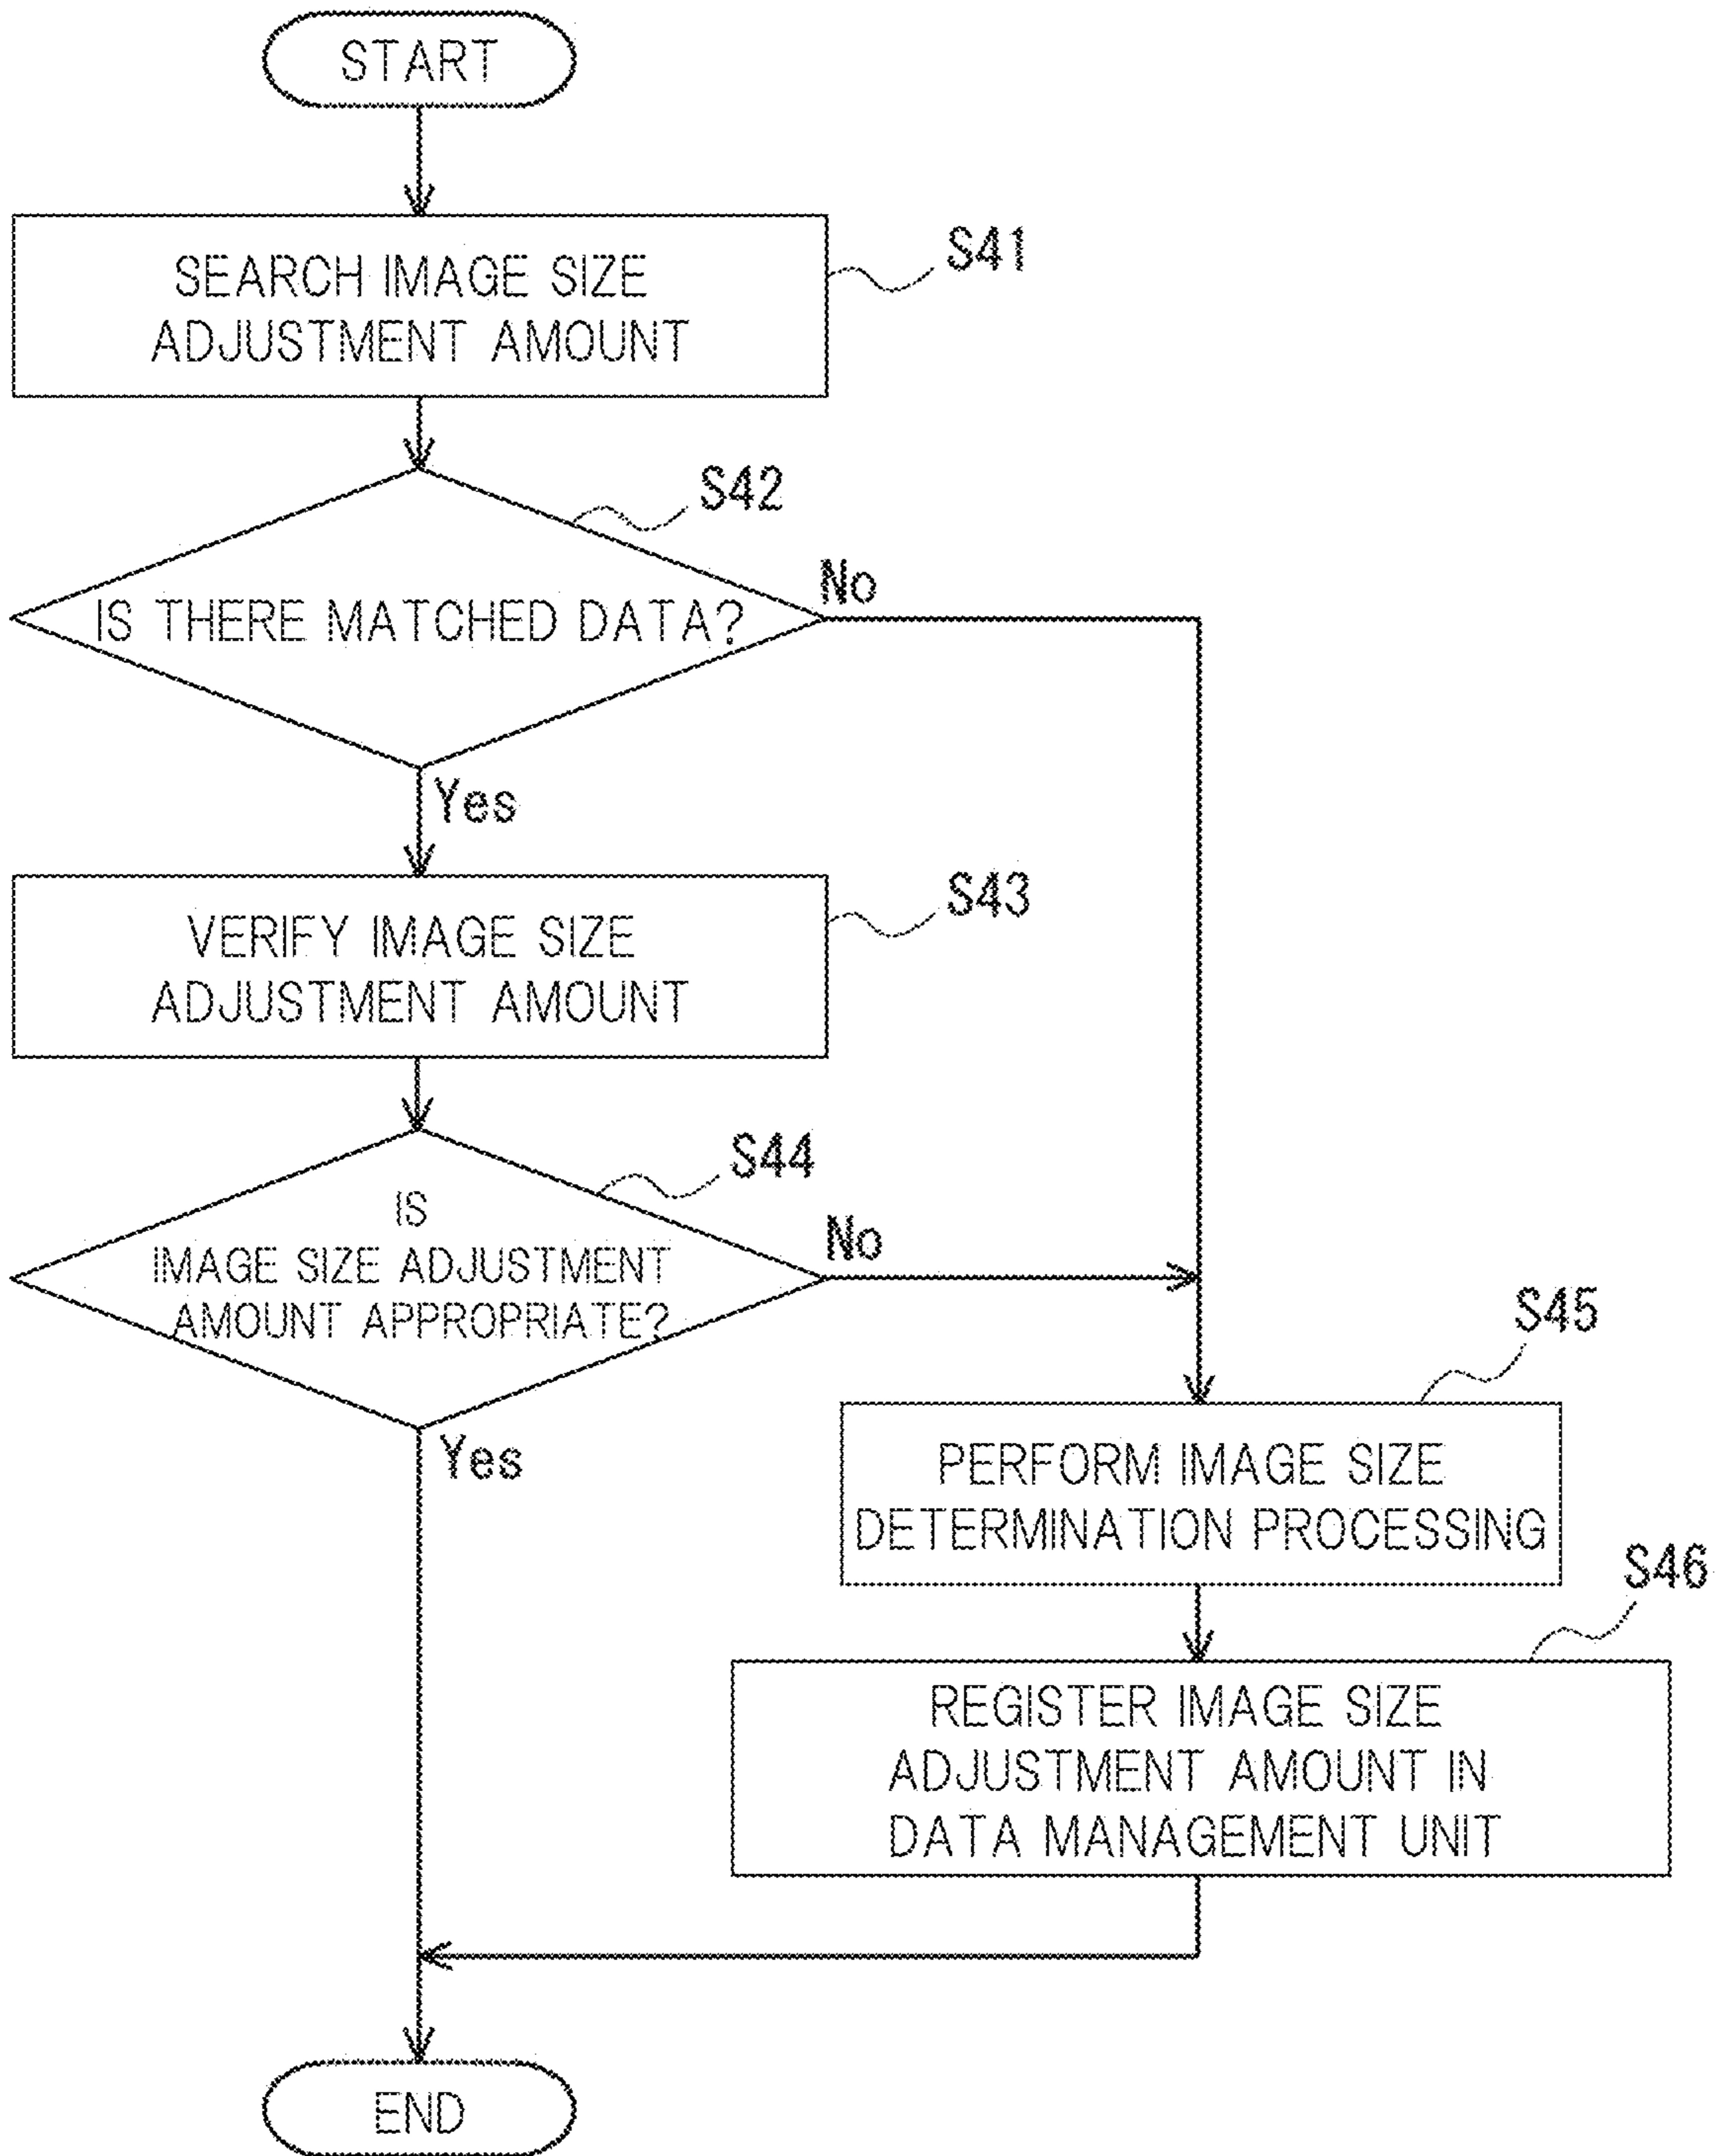 START
SEARCH IMAGE SIZE
ADJUSTMENT AMOUNT
S41
S42
IS THERE MATCHED DATA?
No
Yes
VERIFY IMAGE SIZE
ADJUSTMENT AMOUNT
S43
S44
IS
IMAGE SIZE ADJUSTMENT
AMOUNT APPROPRIATE?
No
Yes
S45
PERFORM IMAGE SIZE
DETERMINATION PROCESSING
S46
REGISTER IMAGE SIZE
ADJUSTMENT AMOUNT IN
DATA MANAGEMENT UNIT
END